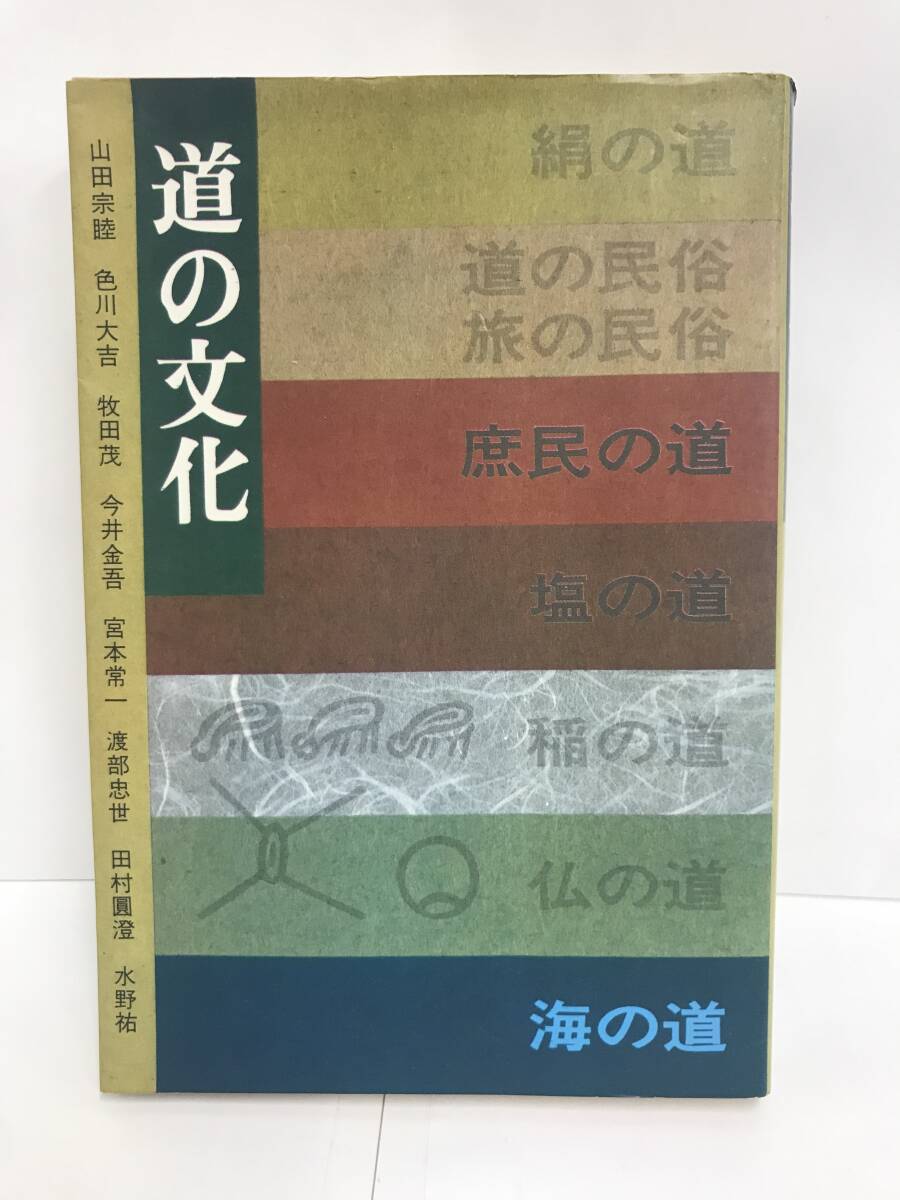 道の文化
絹の道
道の民俗
旅の民俗
庶民の道
塩の道
稲の道
仏の道
海の道
山田宗睦 色川大吉 牧田茂 今井金吾 宮本常一 渡部忠世 田村圓澄 水野祐